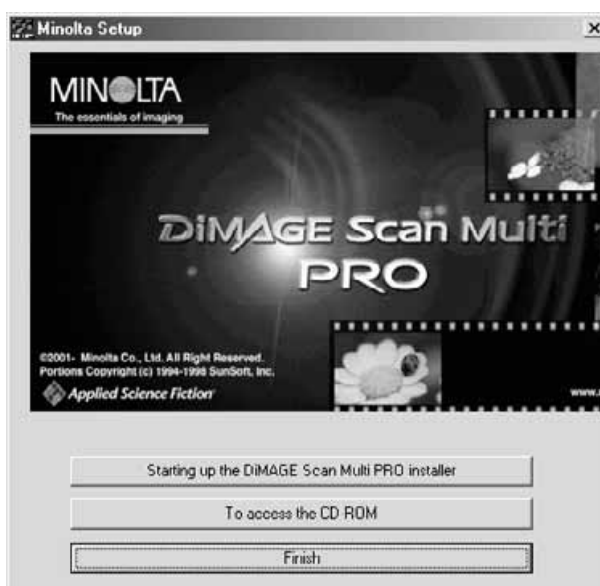 Minolta Setup
MINOLTA
The essentials of imaging
DiMAGE Scan Multi
PRO
©2001- Minolta Co., Ltd. All Right Reserved.
Portions Copyright (c) 1994-1998 SunSoft, Inc.
Applied Science Fiction
www.
Starting up the DiMAGE Scan Multi PRO installer
To access the CD ROM
Finish